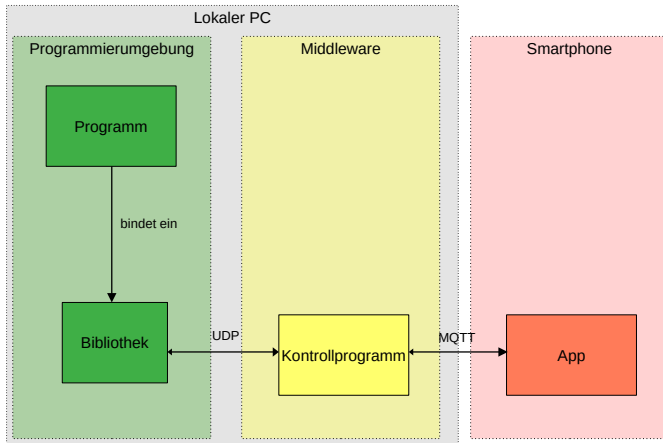 Lokaler PC
Programmierumgebung
Middleware
Smartphone
Programm
bindet ein
Bibliothek
UDP
Kontrollprogramm
MQTT
App